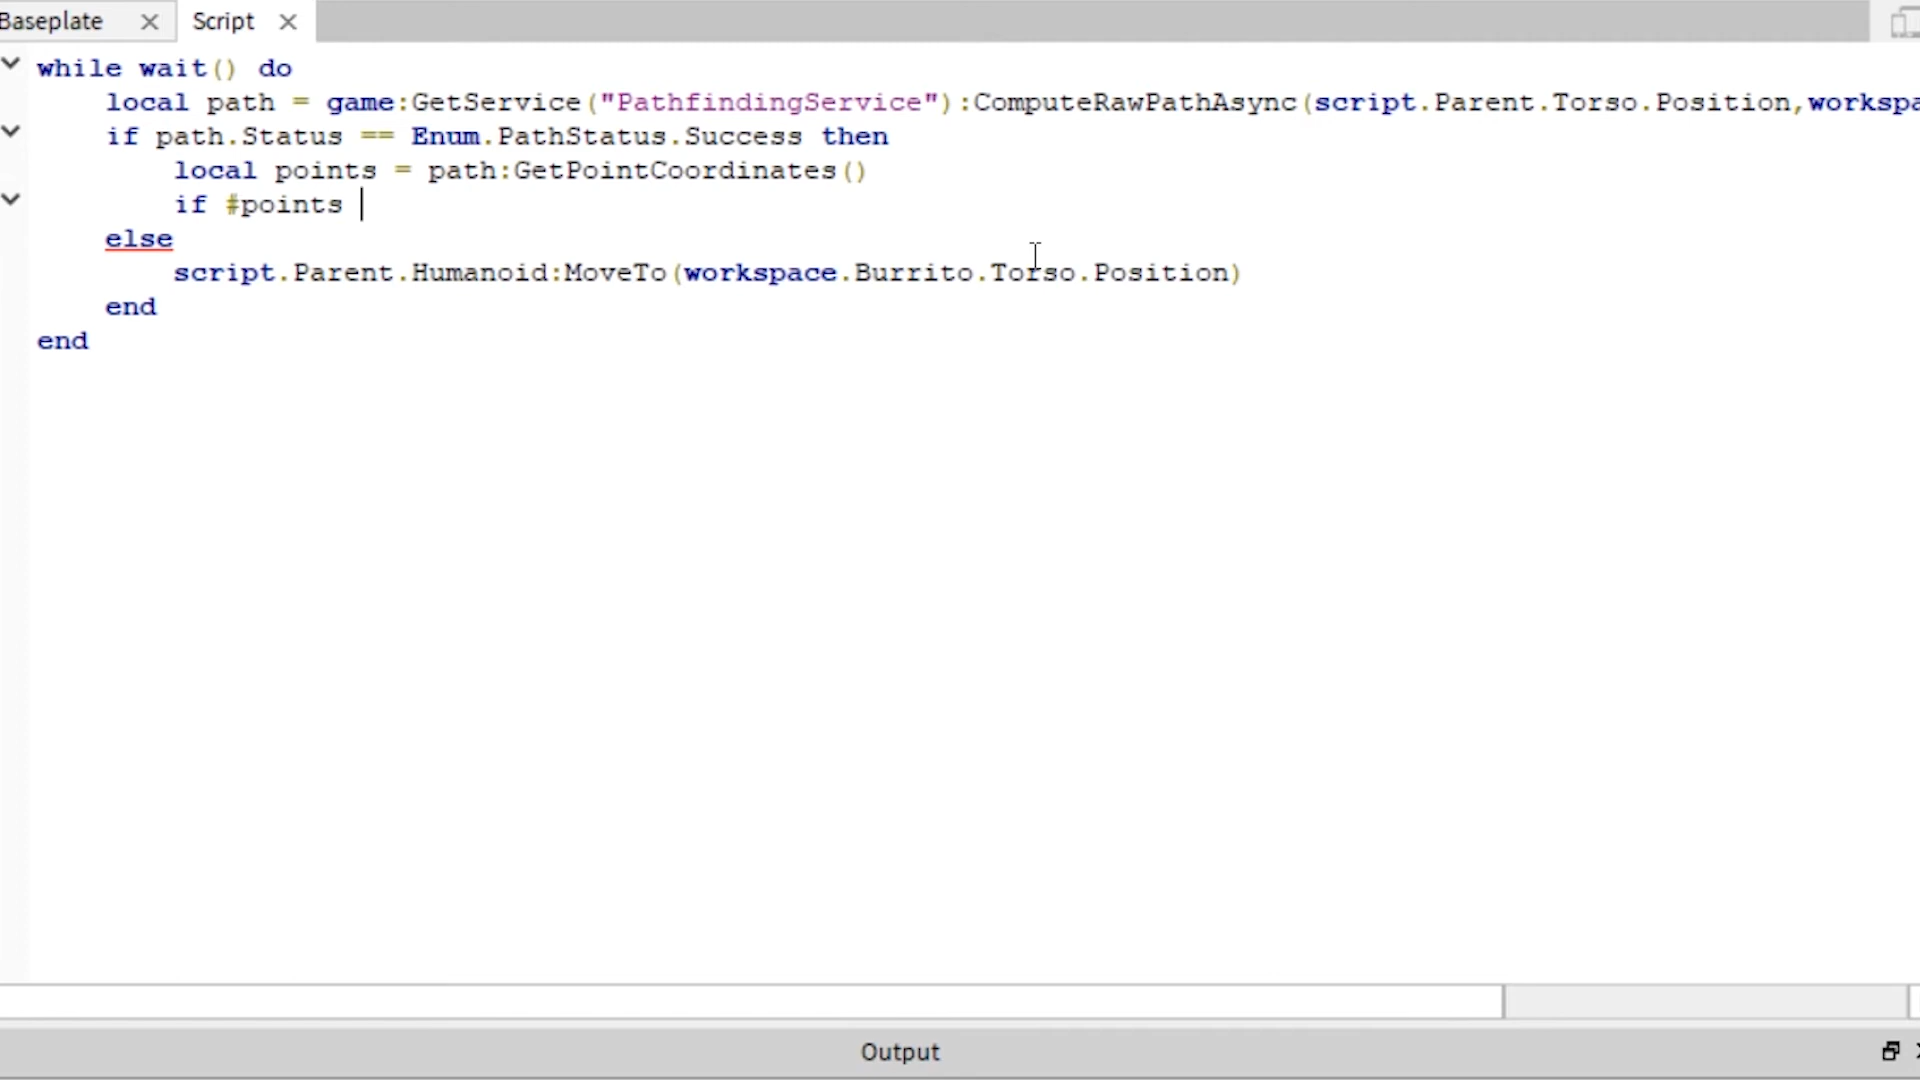 Baseplate
Script
while wait() do
local path = game:GetService("PathfindingService"):ComputeRawPathAsync(script.Parent.Torso.Position,workspa
if path.Status == Enum.PathStatus.Success then
local points = path:GetPointCoordinates()
if #points
else
script.Parent.Humanoid:MoveTo(workspace.Burrito.Torso.Position)
end
end
Output